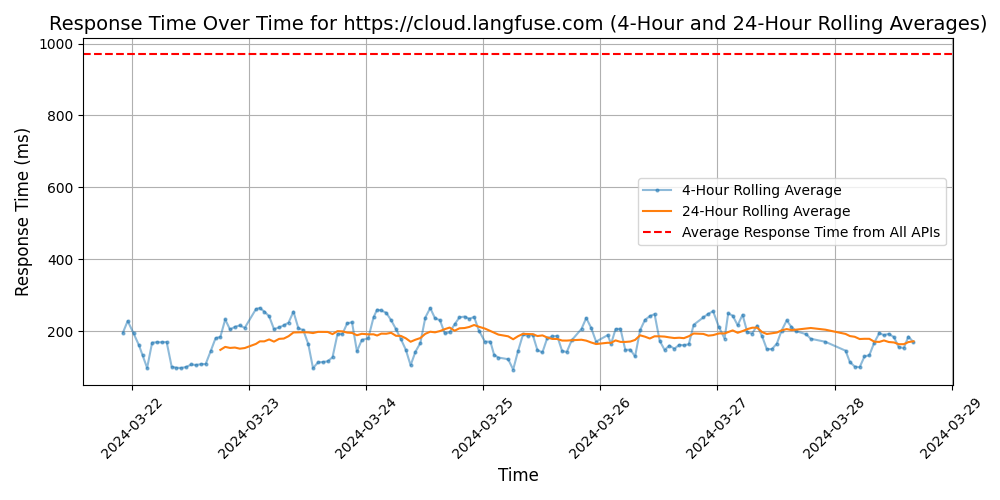 Response Time Over Time for https://cloud.langfuse.com (4-Hour and 24-Hour Rolling Averages)
Response Time (ms)
1000
800
600
400
200
4-Hour Rolling Average
24-Hour Rolling Average
Average Response Time from All APIs
2024-03-22
2024-03-23
2024-03-24
2024-03-25
2024-03-26
2024-03-27
2024-03-28
2024-03-29
Time